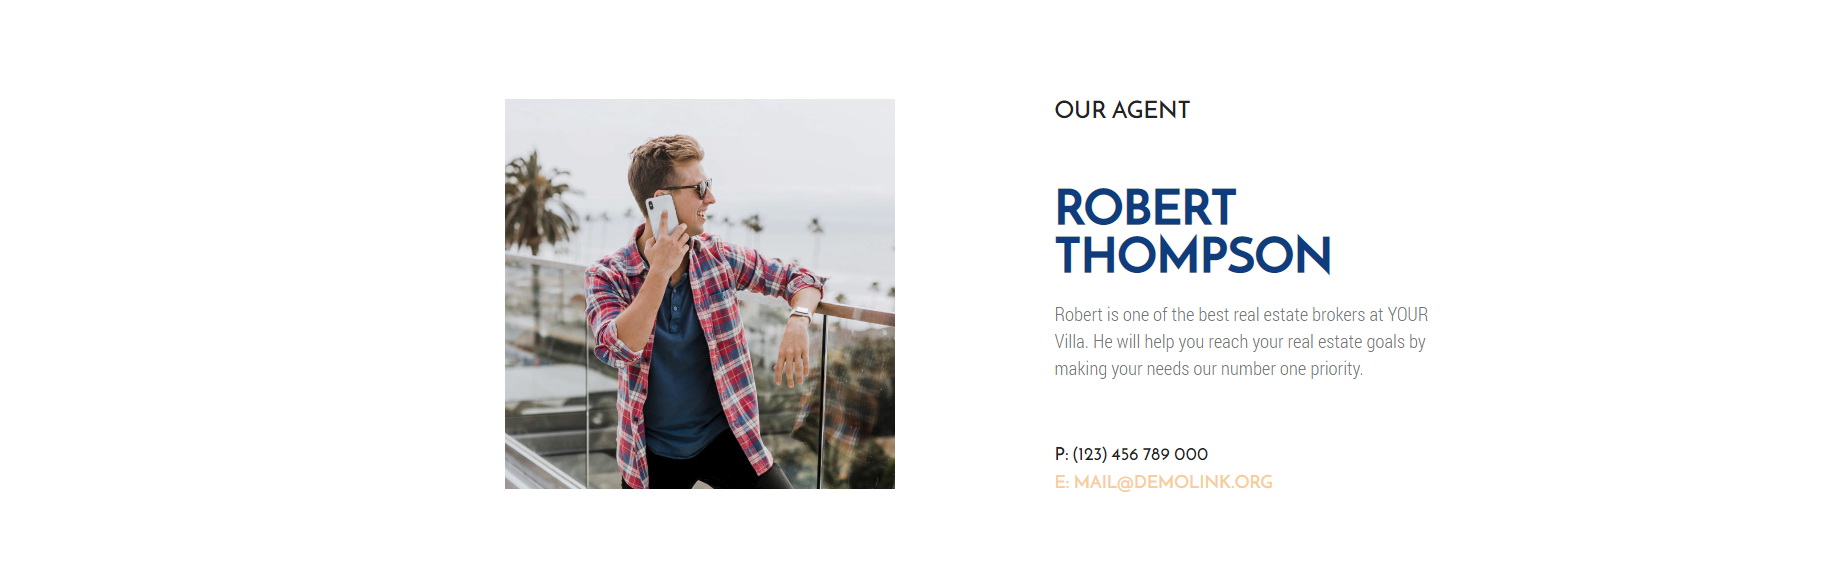 OUR AGENT
ROBERT
THOMPSON
Robert is one of the best real estate brokers at YOUR
Villa. He will help you reach your real estate goals by
making your needs our number one priority.
P: (123) 456 789 000
E: MAIL@DEMOLINK.ORG